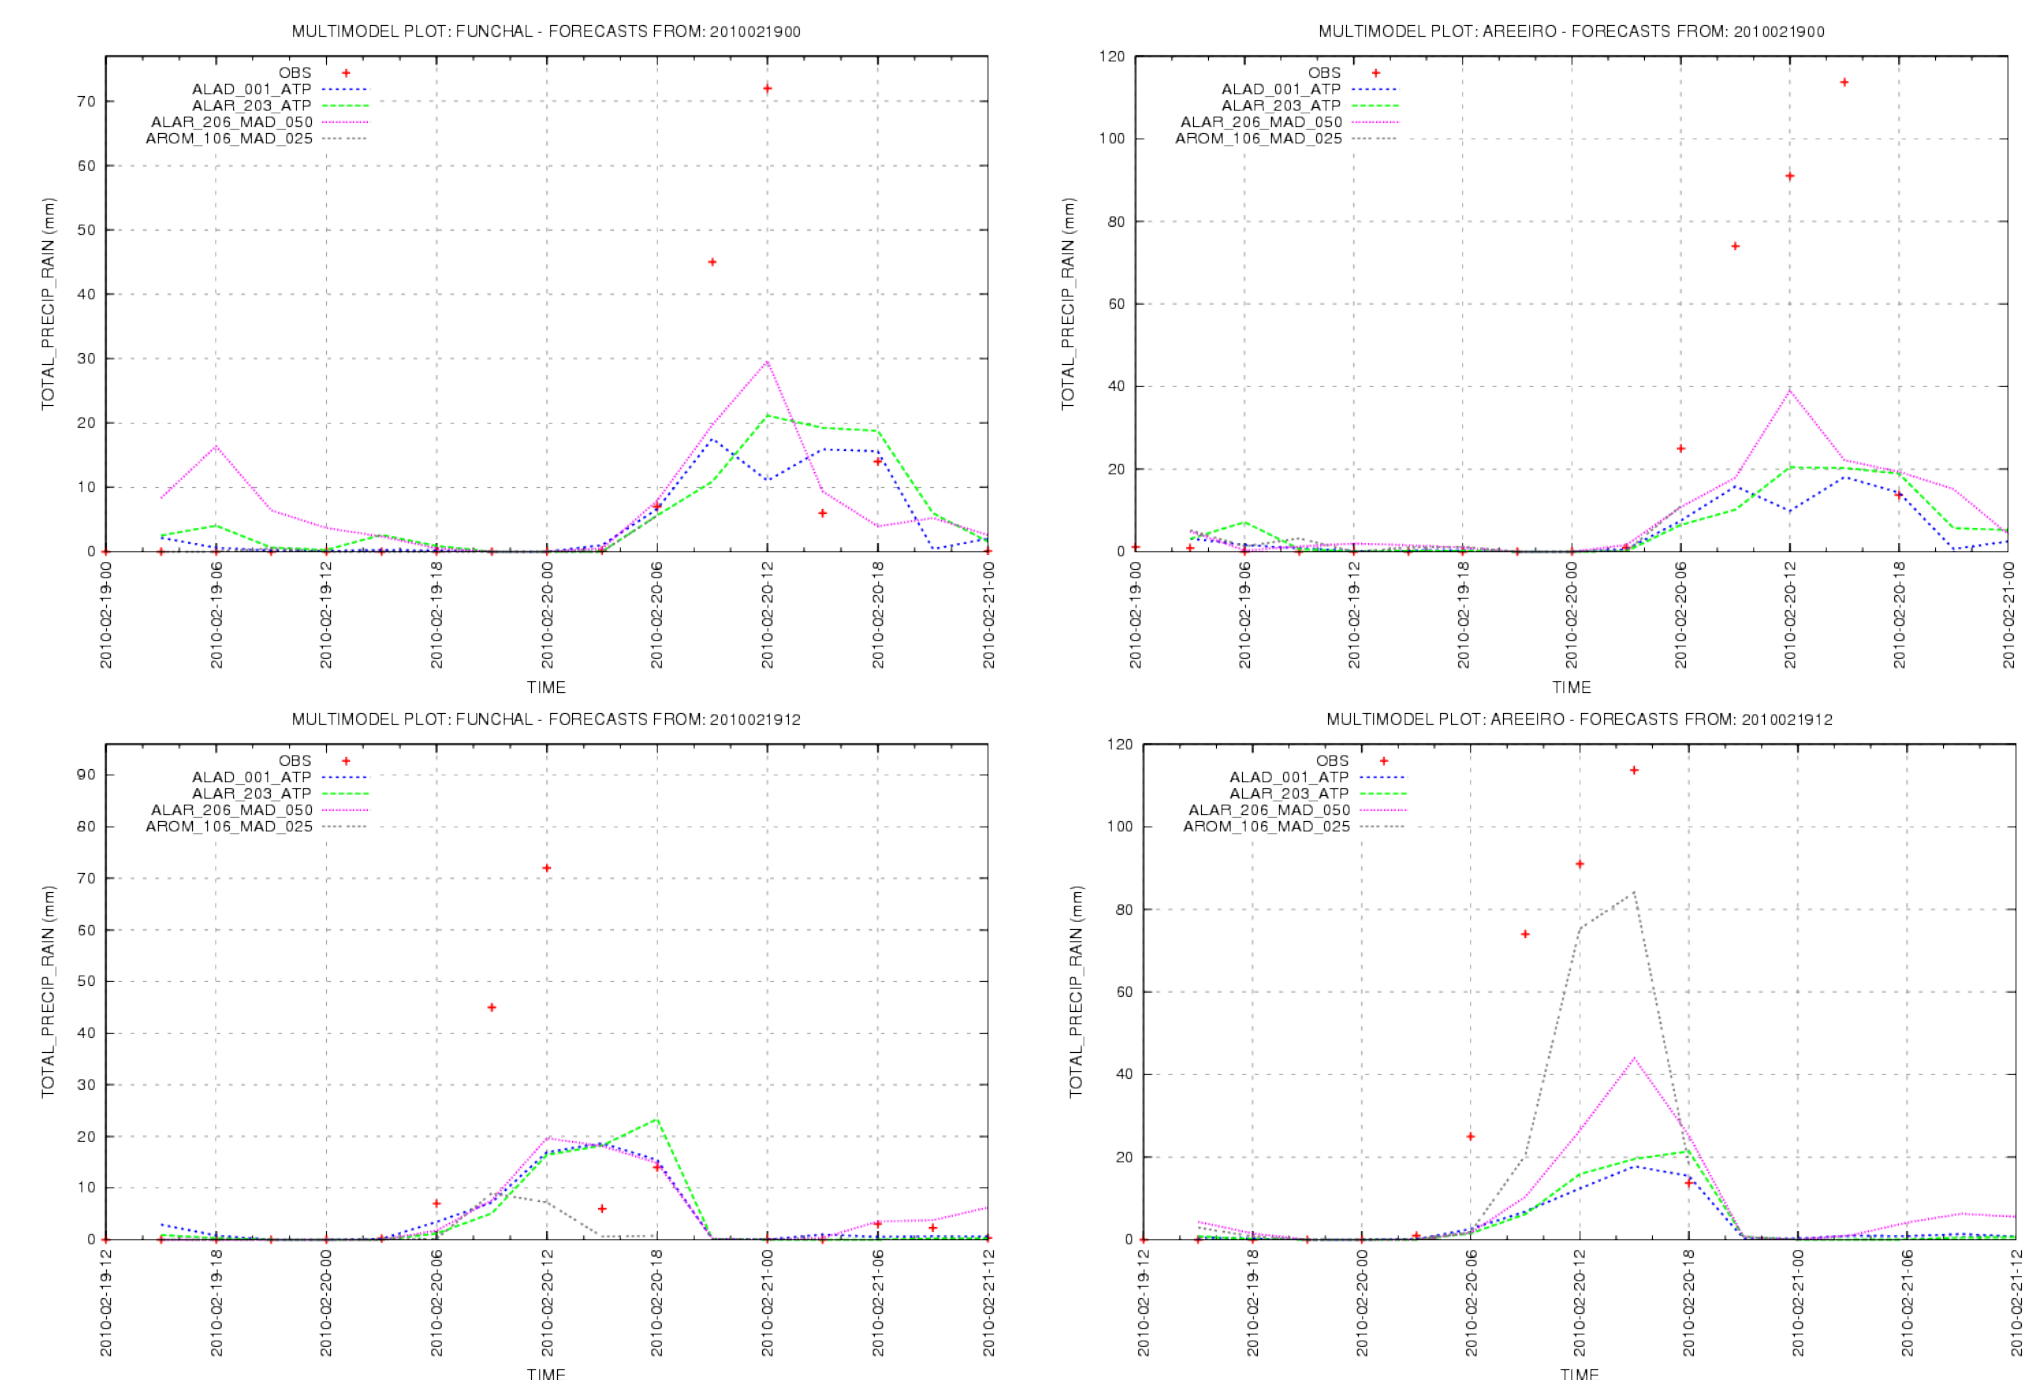 MULTIMODEL PLOT: FUNCHAL - FORECASTS FROM: 2010021900
OBS
ALAD_001_ATP
ALAR_203_ATP
ALAR_206_MAD_050
AROM_106_MAD_025
TOTAL_PRECIP_RAIN (mm)
70
60
50
40
30
20
10
0
2010-02-19-00
2010-02-19-06
2010-02-19-12
2010-02-19-18
2010-02-20-00
2010-02-20-06
2010-02-20-12
2010-02-20-18
2010-02-21-00
TIME
MULTIMODEL PLOT: AREEIRO - FORECASTS FROM: 2010021900
OBS
ALAD_001_ATP
ALAR_203_ATP
ALAR_206_MAD_050
AROM_106_MAD_025
TOTAL_PRECIP_RAIN (mm)
120
100
80
60
40
20
0
2010-02-19-00
2010-02-19-06
2010-02-19-12
2010-02-19-18
2010-02-20-00
2010-02-20-06
2010-02-20-12
2010-02-20-18
2010-02-21-00
TIME
MULTIMODEL PLOT: FUNCHAL - FORECASTS FROM: 2010021912
OBS
ALAD_001_ATP
ALAR_203_ATP
ALAR_206_MAD_050
AROM_106_MAD_025
TOTAL_PRECIP_RAIN (mm)
90
80
70
60
50
40
30
20
10
0
2010-02-19-12
2010-02-19-18
2010-02-20-00
2010-02-20-06
2010-02-20-12
2010-02-20-18
2010-02-21-00
2010-02-21-06
2010-02-21-12
TIME
MULTIMODEL PLOT: AREEIRO - FORECASTS FROM: 2010021912
OBS
ALAD_001_ATP
ALAR_203_ATP
ALAR_206_MAD_050
AROM_106_MAD_025
TOTAL_PRECIP_RAIN (mm)
120
100
80
60
40
20
0
2010-02-19-12
2010-02-19-18
2010-02-20-00
2010-02-20-06
2010-02-20-12
2010-02-20-18
2010-02-21-00
2010-02-21-06
2010-02-21-12
TIME